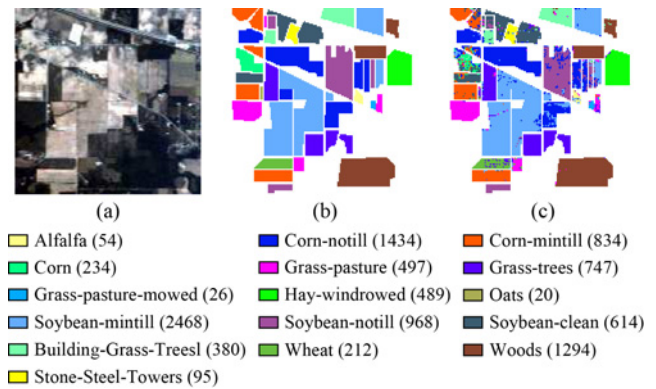 (a) (b) (c)
Alfalfa (54) Corn-notill (1434) Corn-mintill (834)
Corn (234) Grass-pasture (497) Grass-trees (747)
Grass-pasture-mowed (26) Hay-windrowed (489) Oats (20)
Soybean-mintill (2468) Soybean-notill (968) Soybean-clean (614)
Building-Grass-Treesl (380) Wheat (212) Woods (1294)
Stone-Steel-Towers (95)